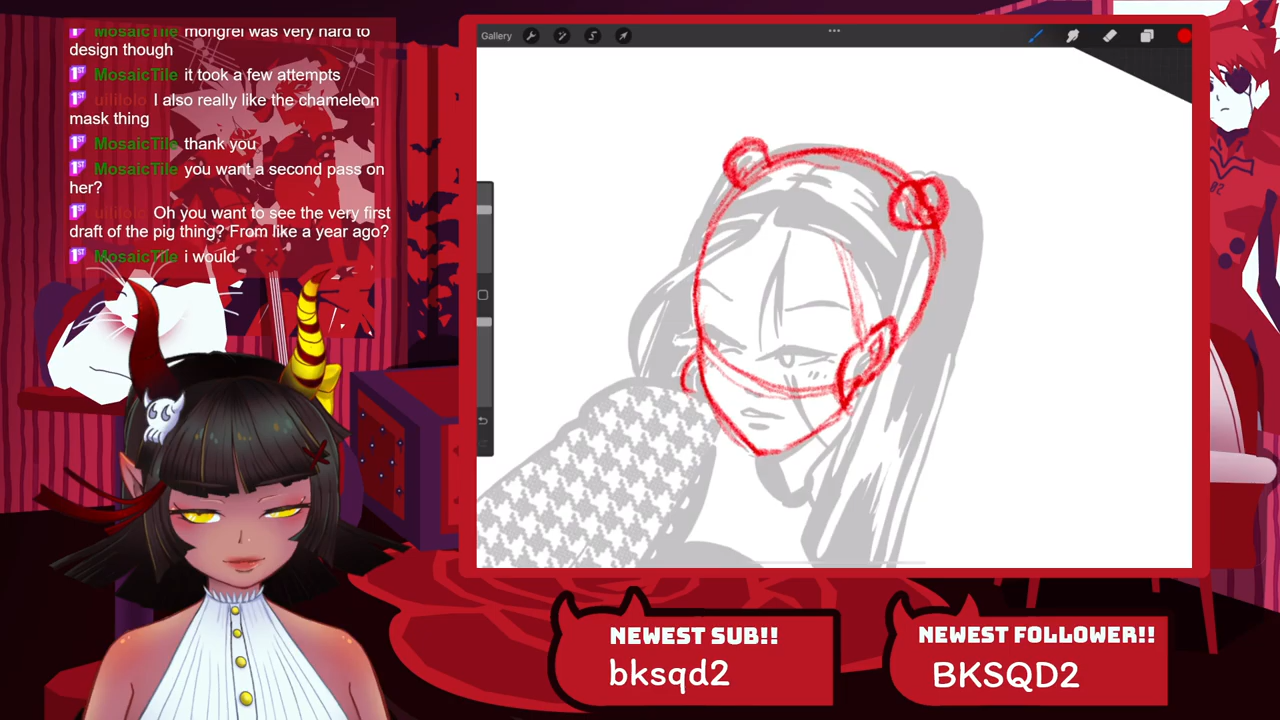 MosaicTile mongrel was very hard to
design though
MosaicTile it took a few attempts
I also really like the chameleon
mask thing
MosaicTile thank you
MosaicTile you want a second pass on
her?
Oh you want to see the very first
draft of the pig thing? From like a year ago?
MosaicTile i would
Gallery
NEWEST SUB!!
bksqd2
NEWEST FOLLOWER!!
BKSQD2